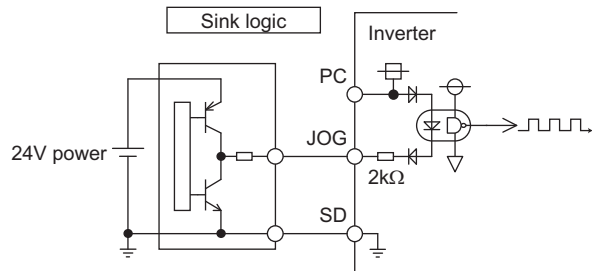 Sink logic
Inverter
PC
24V power
JOG
2kΩ
SD